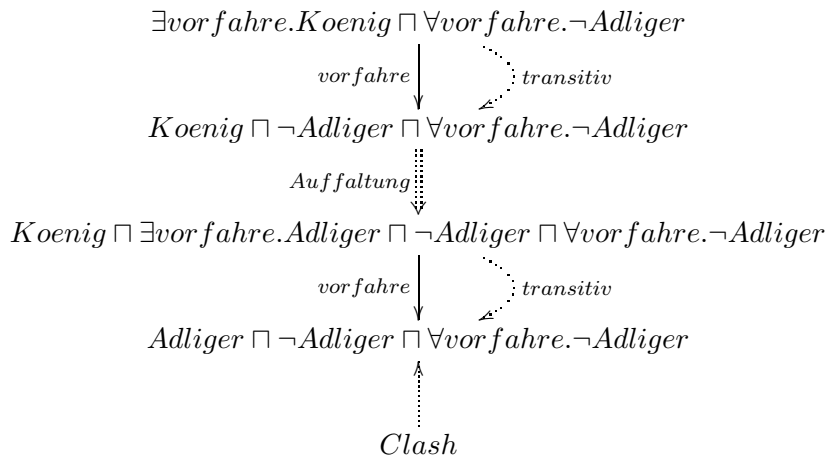 ∃vorfahre.Koenig ⊓ ∀vorfahre.¬Adliger
vorfahre transitiv
Koenig ⊓ ¬Adliger ⊓ ∀vorfahre.¬Adliger
Auffaltung
Koenig ⊓ ∃vorfahre.Adliger ⊓ ¬Adliger ⊓ ∀vorfahre.¬Adliger
vorfahre transitiv
Adliger ⊓ ¬Adliger ⊓ ∀vorfahre.¬Adliger
Clash